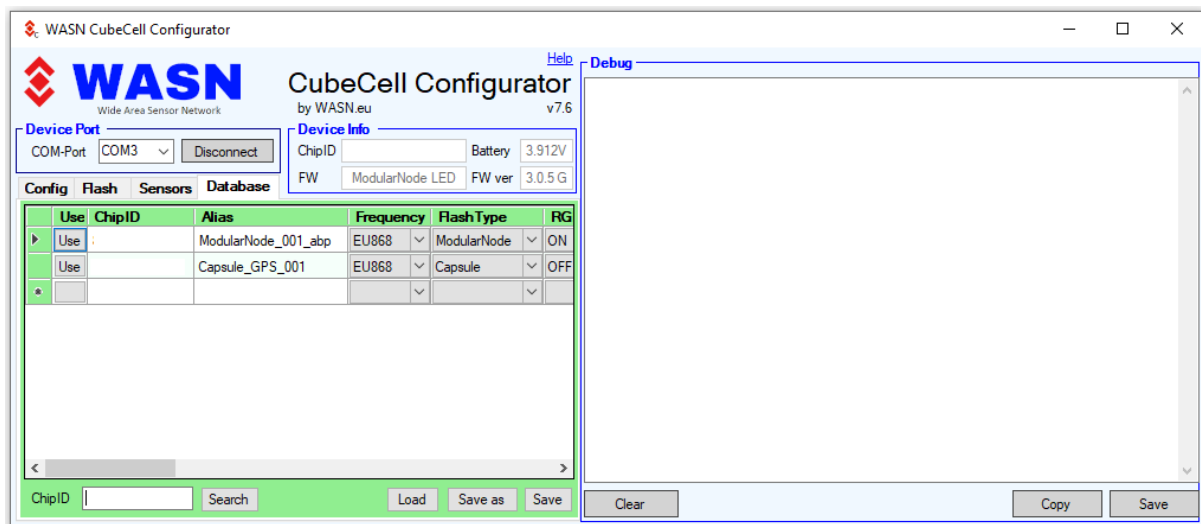 WASN CubeCell Configurator
Help
WASN
Wide Area Sensor Network
CubeCell Configurator
by WASN.eu v7.6
Device Port
COM-Port COM3 Disconnect
Device Info
ChipID Battery 3.912V
FW ModularNode LED FW ver 3.0.5 G
Config Flash Sensors Database
Use ChipID Alias Frequency FlashType RG
Use ModularNode_001_abp EU868 ModularNode ON
Use Capsule_GPS_001 EU868 Capsule OFF
ChipID Search Load Save as Save
Debug
Clear Copy Save